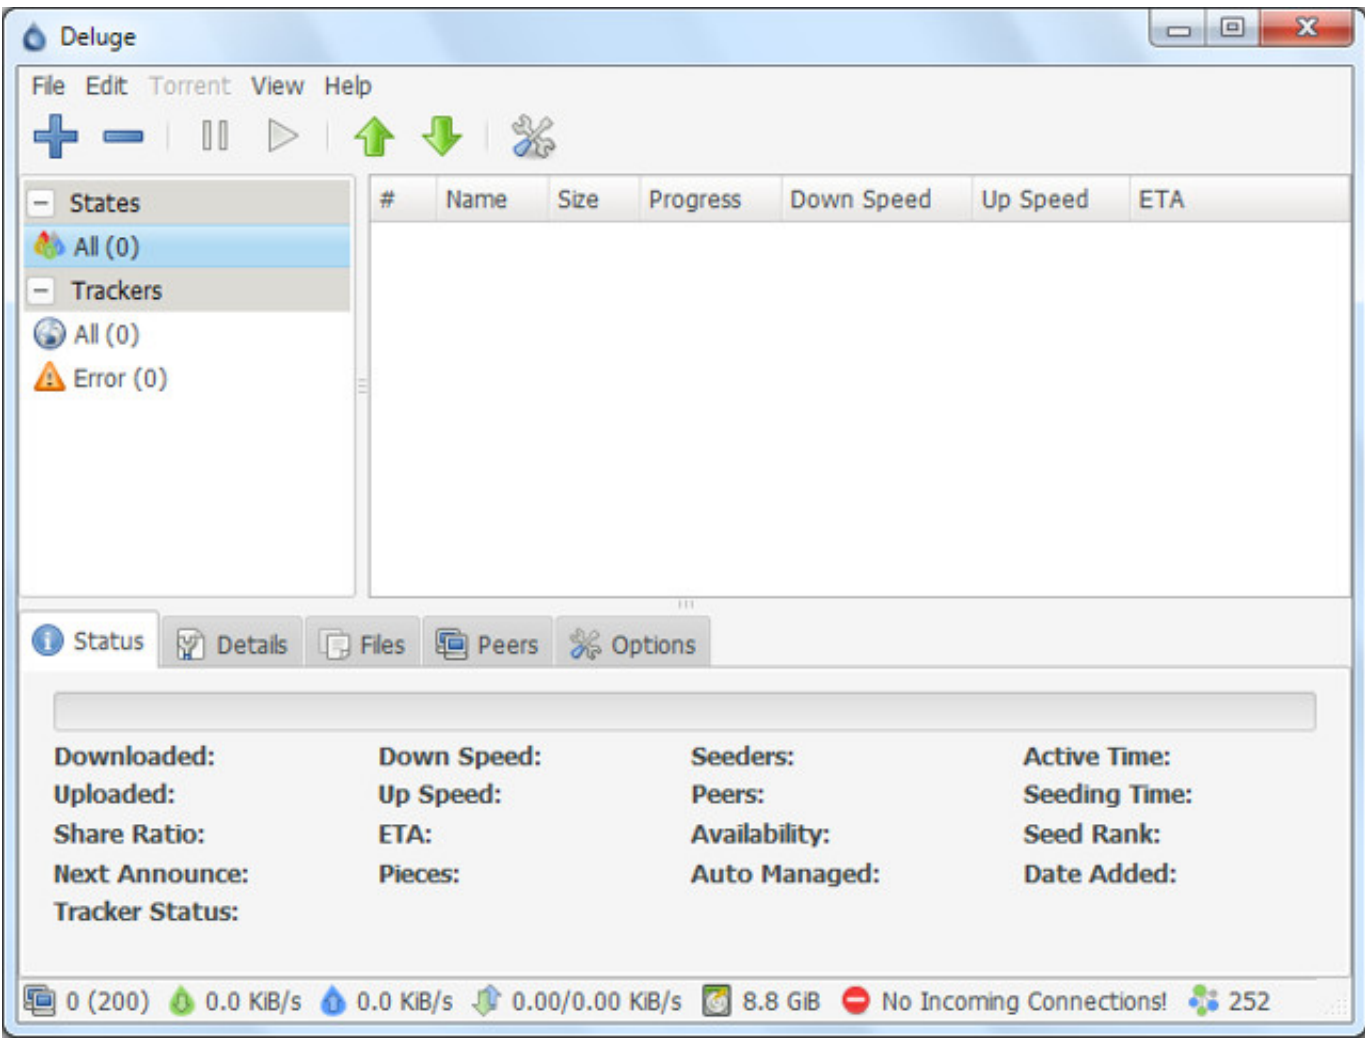 Deluge
File Edit Torrent View Help
States
All (0)
Trackers
All (0)
Error (0)
# Name Size Progress Down Speed Up Speed ETA
Status Details Files Peers Options
Downloaded: Down Speed: Seeders: Active Time:
Uploaded: Up Speed: Peers: Seeding Time:
Share Ratio: ETA: Availability: Seed Rank:
Next Announce: Pieces: Auto Managed: Date Added:
Tracker Status:
0 (200) 0.0 KiB/s 0.0 KiB/s 0.00/0.00 KiB/s 8.8 GiB No Incoming Connections! 252